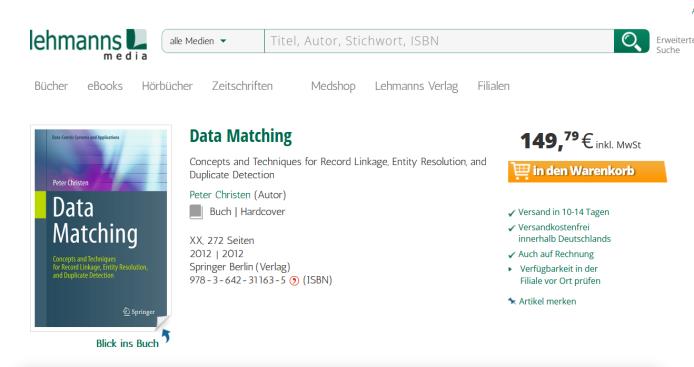 lehmanns
media
alle Medien
Titel, Autor, Stichwort, ISBN
Erweiterte
Suche
Bücher eBooks Hörbücher Zeitschriften Medshop Lehmanns Verlag Filialen
Data-Centric Systems and Applications
Peter Christen
Data
Matching
Concepts and Techniques
for Record Linkage, Entity Resolution,
and Duplicate Detection
Springer
Blick ins Buch
Data Matching
Concepts and Techniques for Record Linkage, Entity Resolution, and
Duplicate Detection
Peter Christen (Autor)
Buch | Hardcover
XX, 272 Seiten
2012 | 2012
Springer Berlin (Verlag)
978-3-642-31163-5 ? (ISBN)
149,79 € inkl. MwSt
in den Warenkorb
Versand in 10-14 Tagen
Versandkostenfrei
innerhalb Deutschlands
Auch auf Rechnung
Verfügbarkeit in der
Filiale vor Ort prüfen
Artikel merken